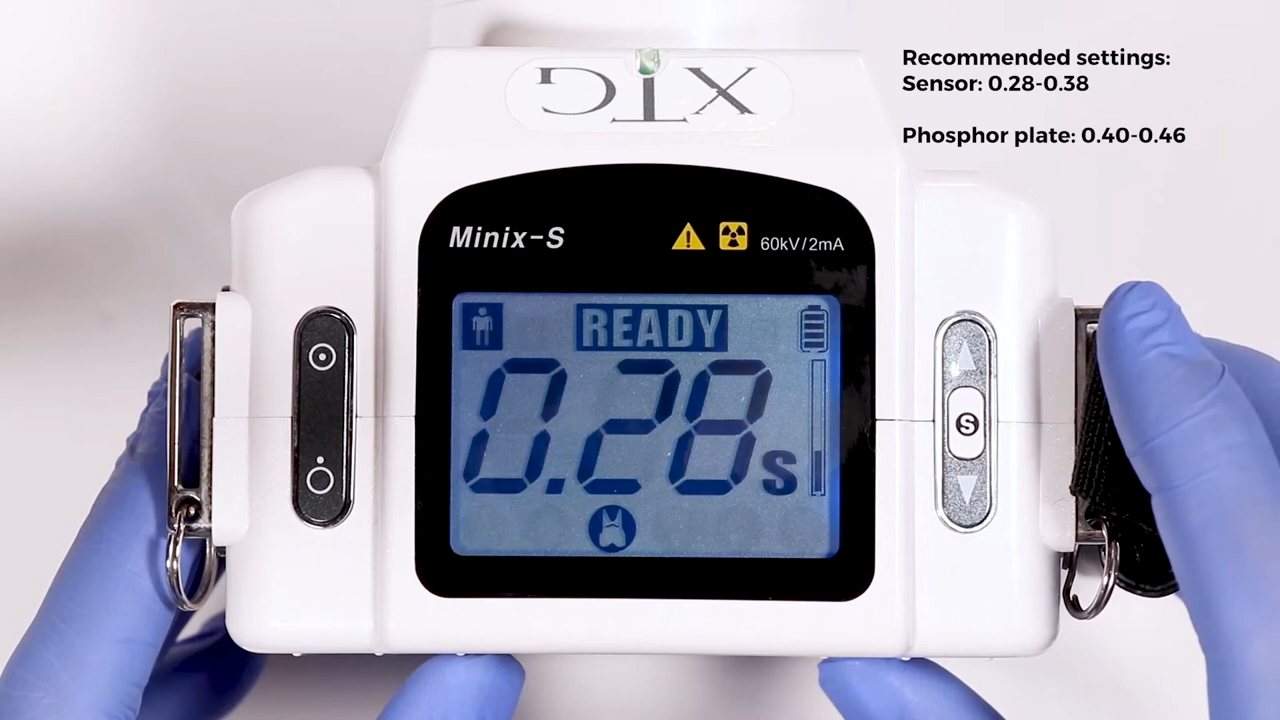 Recommended settings:
Sensor: 0.28-0.38
Phosphor plate: 0.40-0.46
XTG
Minix-S
60kV/2mA
READY
0.28 s
S